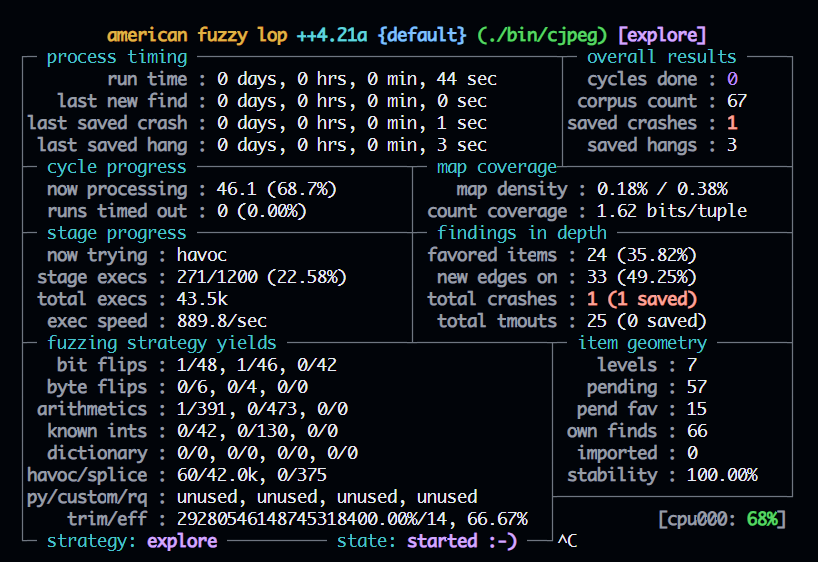 american fuzzy lop ++4.21a {default} (./bin/cjpeg) [explore]
process timing overall results
run time : 0 days, 0 hrs, 0 min, 44 sec cycles done : 0
last new find : 0 days, 0 hrs, 0 min, 0 sec corpus count : 67
last saved crash : 0 days, 0 hrs, 0 min, 1 sec saved crashes : 1
last saved hang : 0 days, 0 hrs, 0 min, 3 sec saved hangs : 3
cycle progress map coverage
now processing : 46.1 (68.7%) map density : 0.18% / 0.38%
runs timed out : 0 (0.00%) count coverage : 1.62 bits/tuple
stage progress findings in depth
now trying : havoc favored items : 24 (35.82%)
stage execs : 271/1200 (22.58%) new edges on : 33 (49.25%)
total execs : 43.5k total crashes : 1 (1 saved)
exec speed : 889.8/sec total tmouts : 25 (0 saved)
fuzzing strategy yields item geometry
bit flips : 1/48, 1/46, 0/42 levels : 7
byte flips : 0/6, 0/4, 0/0 pending : 57
arithmetics : 1/391, 0/473, 0/0 pend fav : 15
known ints : 0/42, 0/130, 0/0 own finds : 66
dictionary : 0/0, 0/0, 0/0, 0/0 imported : 0
havoc/splice : 60/42.0k, 0/375 stability : 100.00%
py/custom/rq : unused, unused, unused, unused
trim/eff : 29280546148745318400.00%/14, 66.67% [cpu000: 68%]
strategy: explore state: started :-) ^C